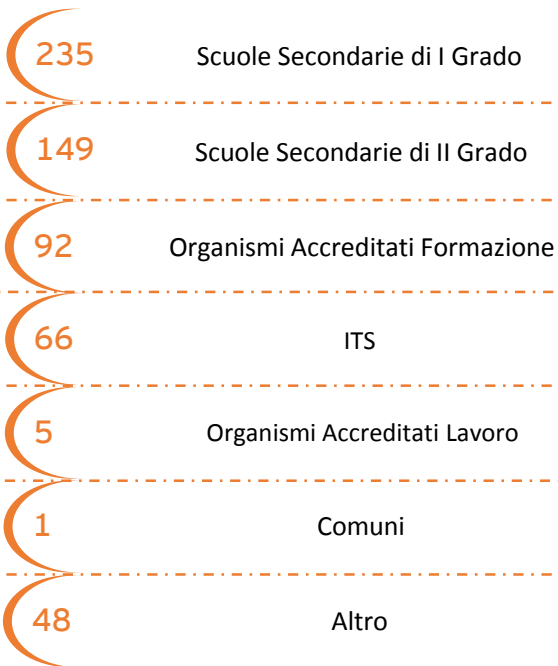 235 Scuole Secondarie di I Grado
149 Scuole Secondarie di II Grado
92 Organismi Accreditati Formazione
66 ITS
5 Organismi Accreditati Lavoro
1 Comuni
48 Altro